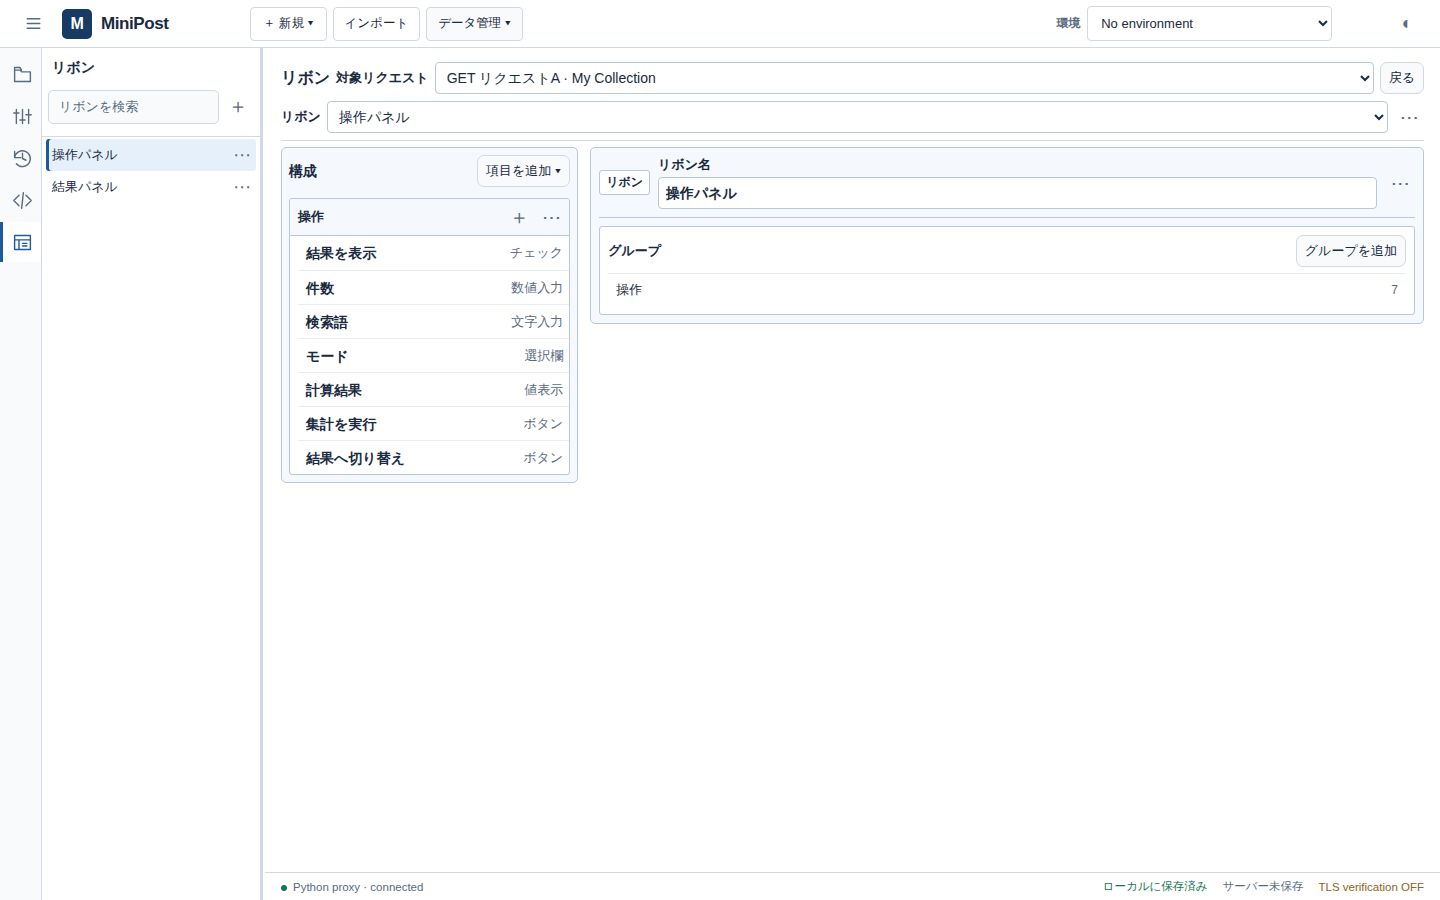 M MiniPost ＋ 新規 ▾ インポート データ管理 ▾ 環境 No environment
リボン
リボンを検索 ＋
操作パネル ···
結果パネル ···
リボン 対象リクエスト GET リクエストA · My Collection 戻る
リボン 操作パネル ···
構成 項目を追加 ▾
操作 ＋ ···
結果を表示 チェック
件数 数値入力
検索語 文字入力
モード 選択欄
計算結果 値表示
集計を実行 ボタン
結果へ切り替え ボタン
リボン リボン名 ···
操作パネル
グループ グループを追加
操作 7
Python proxy · connected ローカルに保存済み サーバー未保存 TLS verification OFF